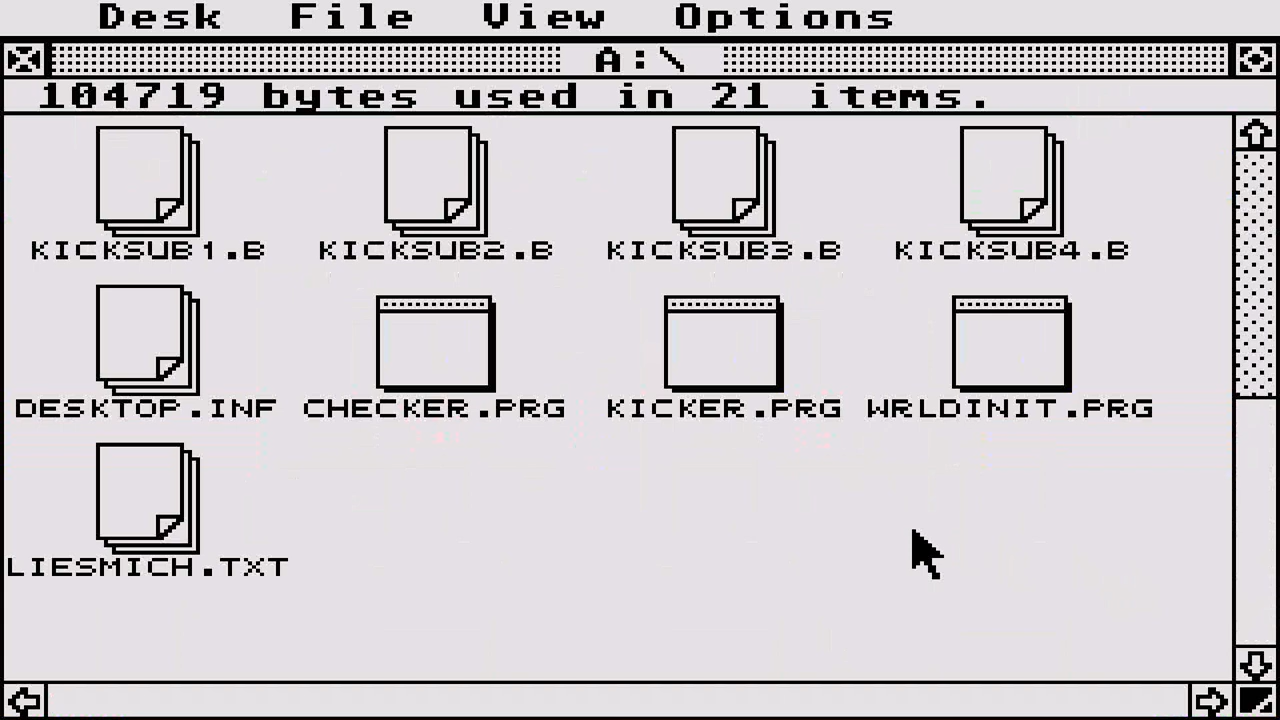 Desk File View Options
A:\
104719 bytes used in 21 items.
KICKSUB1.B KICKSUB2.B KICKSUB3.B KICKSUB4.B
DESKTOP.INF CHECKER.PRG KICKER.PRG WRLDINIT.PRG
LIESMICH.TXT